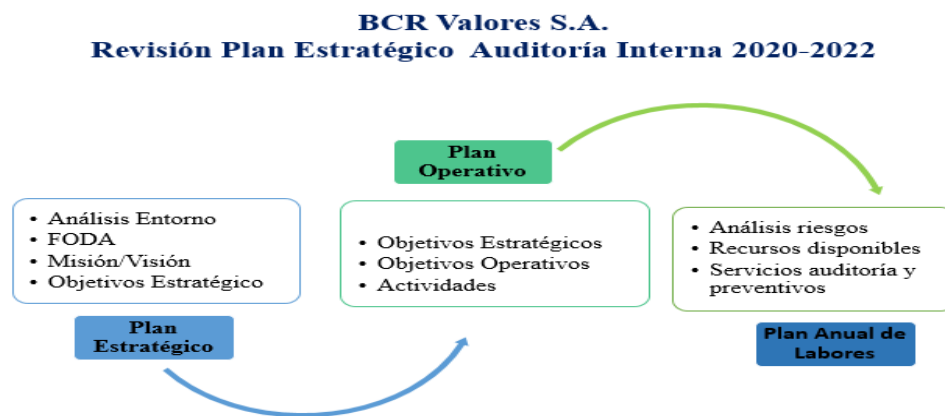 BCR Valores S.A.
Revisión Plan Estratégico Auditoría Interna 2020-2022
Plan
Operativo
• Análisis Entorno
• FODA
• Misión/Visión
• Objetivos Estratégico
Plan
Estratégico
• Objetivos Estratégicos
• Objetivos Operativos
• Actividades
• Análisis riesgos
• Recursos disponibles
• Servicios auditoría y
preventivos
Plan Anual de
Labores